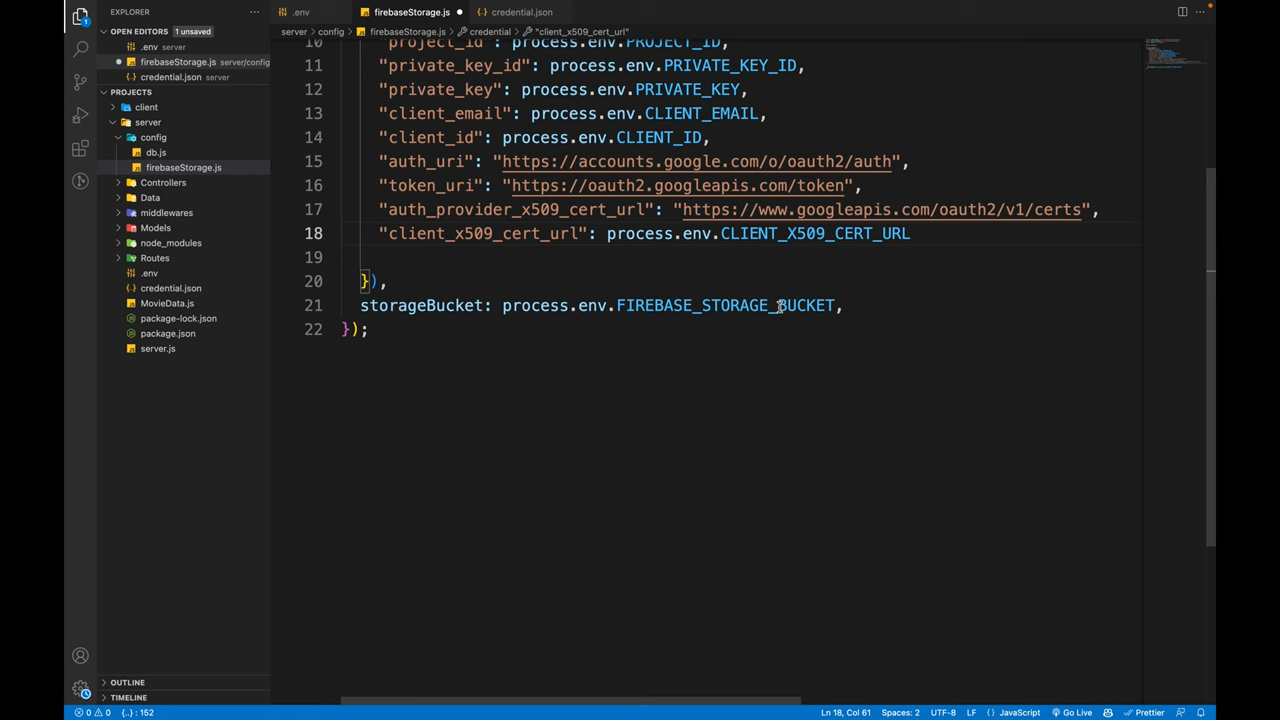 EXPLORER
OPEN EDITORS 1 unsaved
.env server
firebaseStorage.js server/config
credential.json server
PROJECTS
client
server
config
db.js
firebaseStorage.js
Controllers
Data
middlewares
Models
node_modules
Routes
.env
credential.json
MovieData.js
package-lock.json
package.json
server.js
OUTLINE
TIMELINE
.env firebaseStorage.js credential.json
server > config > firebaseStorage.js > credential > "client_x509_cert_url"
10 "project_id": process.env.PROJECT_ID,
11 "private_key_id": process.env.PRIVATE_KEY_ID,
12 "private_key": process.env.PRIVATE_KEY,
13 "client_email": process.env.CLIENT_EMAIL,
14 "client_id": process.env.CLIENT_ID,
15 "auth_uri": "https://accounts.google.com/o/oauth2/auth",
16 "token_uri": "https://oauth2.googleapis.com/token",
17 "auth_provider_x509_cert_url": "https://www.googleapis.com/oauth2/v1/certs",
18 "client_x509_cert_url": process.env.CLIENT_X509_CERT_URL
19
20 }),
21 storageBucket: process.env.FIREBASE_STORAGE_BUCKET,
22 });
0 0 {..} : 152 Ln 18, Col 61 Spaces: 2 UTF-8 LF {} JavaScript Go Live Prettier